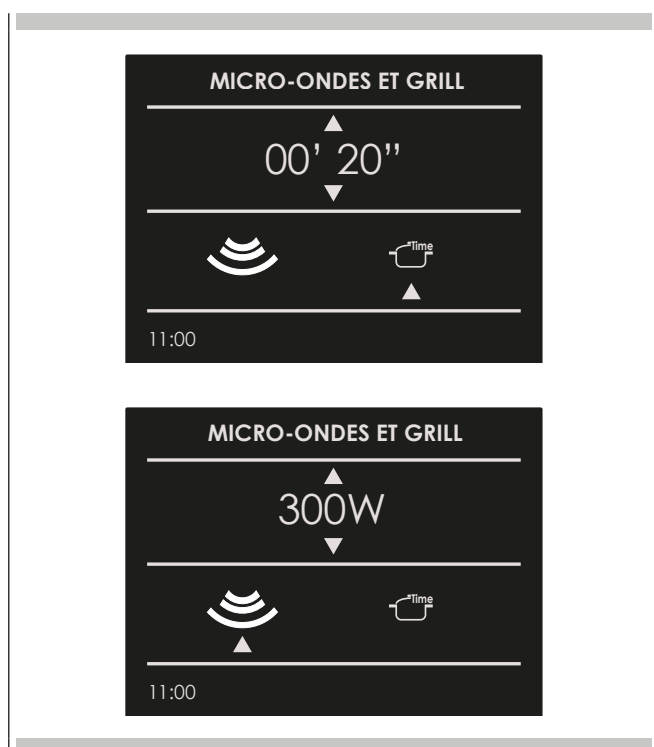 MICRO-ONDES ET GRILL
00’ 20”
Time
11:00
MICRO-ONDES ET GRILL
300W
Time
11:00